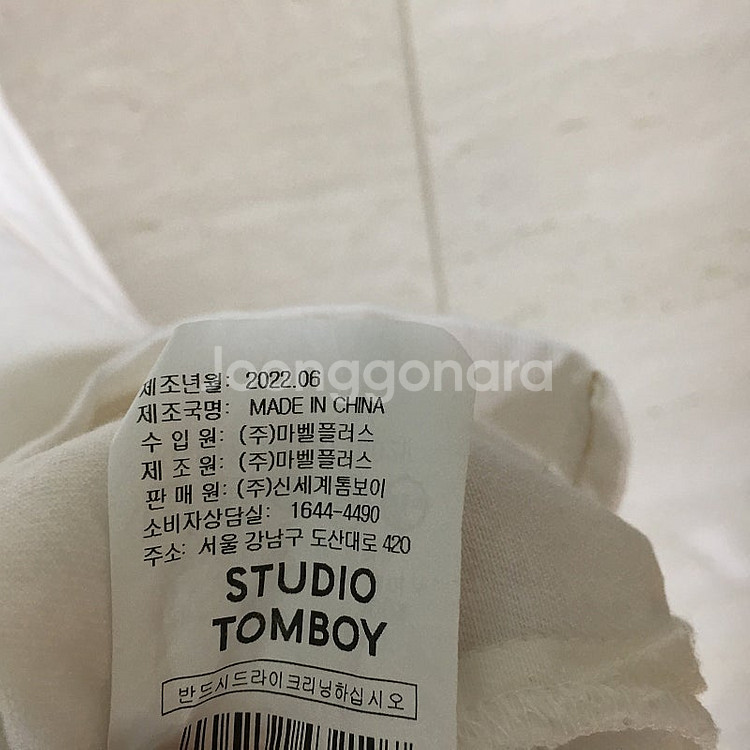 joonggonara
제조년월: 2022.06
제조국명: MADE IN CHINA
수 입 원: (주)마벨플러스
제 조 원: (주)마벨플러스
판 매 원: (주)신세계톰보이
소비자상담실: 1644-4490
주소: 서울 강남구 도산대로 420
STUDIO
TOMBOY
반드시드라이크리닝하십시오